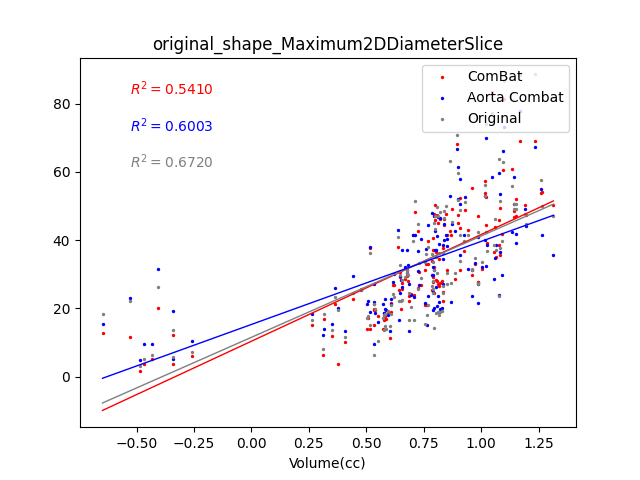 original_shape_Maximum2DDiameterSlice
R² = 0.5410
R² = 0.6003
R² = 0.6720
ComBat
Aorta Combat
Original
80
60
40
20
0
−0.50 −0.25 0.00 0.25 0.50 0.75 1.00 1.25
Volume(cc)